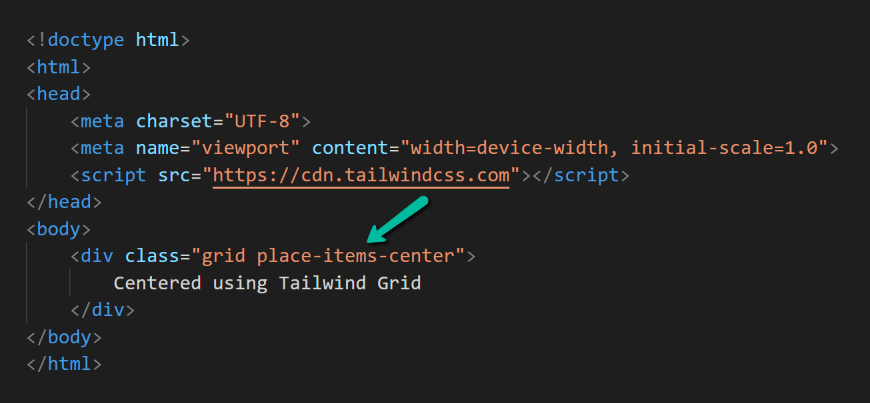 <!doctype html>
<html>
<head>
    <meta charset="UTF-8">
    <meta name="viewport" content="width=device-width, initial-scale=1.0">
    <script src="https://cdn.tailwindcss.com"></script>
</head>
<body>
    <div class="grid place-items-center">
        Centered using Tailwind Grid
    </div>
</body>
</html>